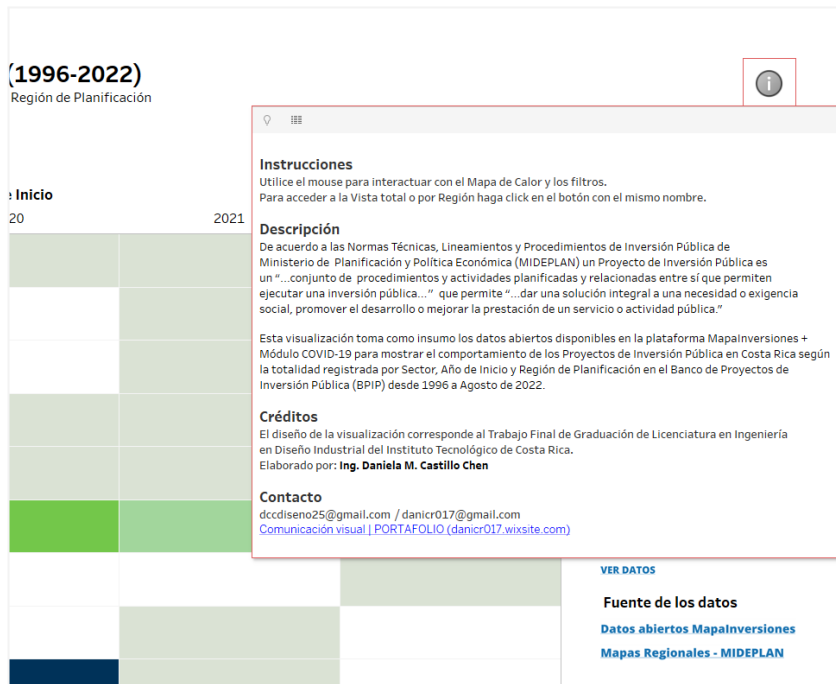 (1996-2022)
Región de Planificación
i
Inicio
20
2021
Instrucciones
Utilice el mouse para interactuar con el Mapa de Calor y los filtros.
Para acceder a la Vista total o por Región haga click en el botón con el mismo nombre.
Descripción
De acuerdo a las Normas Técnicas, Lineamientos y Procedimientos de Inversión Pública de
Ministerio de Planificación y Política Económica (MIDEPLAN) un Proyecto de Inversión Pública es
un “...conjunto de procedimientos y actividades planificadas y relacionadas entre sí que permiten
ejecutar una inversión pública...” que permite “...dar una solución integral a una necesidad o exigencia
social, promover el desarrollo o mejorar la prestación de un servicio o actividad pública.”
Esta visualización toma como insumo los datos abiertos disponibles en la plataforma MapaInversiones +
Módulo COVID-19 para mostrar el comportamiento de los Proyectos de Inversión Pública en Costa Rica según
la totalidad registrada por Sector, Año de Inicio y Región de Planificación en el Banco de Proyectos de
Inversión Pública (BPIP) desde 1996 a Agosto de 2022.
Créditos
El diseño de la visualización corresponde al Trabajo Final de Graduación de Licenciatura en Ingeniería
en Diseño Industrial del Instituto Tecnológico de Costa Rica.
Elaborado por: Ing. Daniela M. Castillo Chen
Contacto
dccdiseno25@gmail.com / danicr017@gmail.com
Comunicación visual | PORTAFOLIO (danicr017.wixsite.com)
VER DATOS
Fuente de los datos
Datos abiertos MapaInversiones
Mapas Regionales - MIDEPLAN